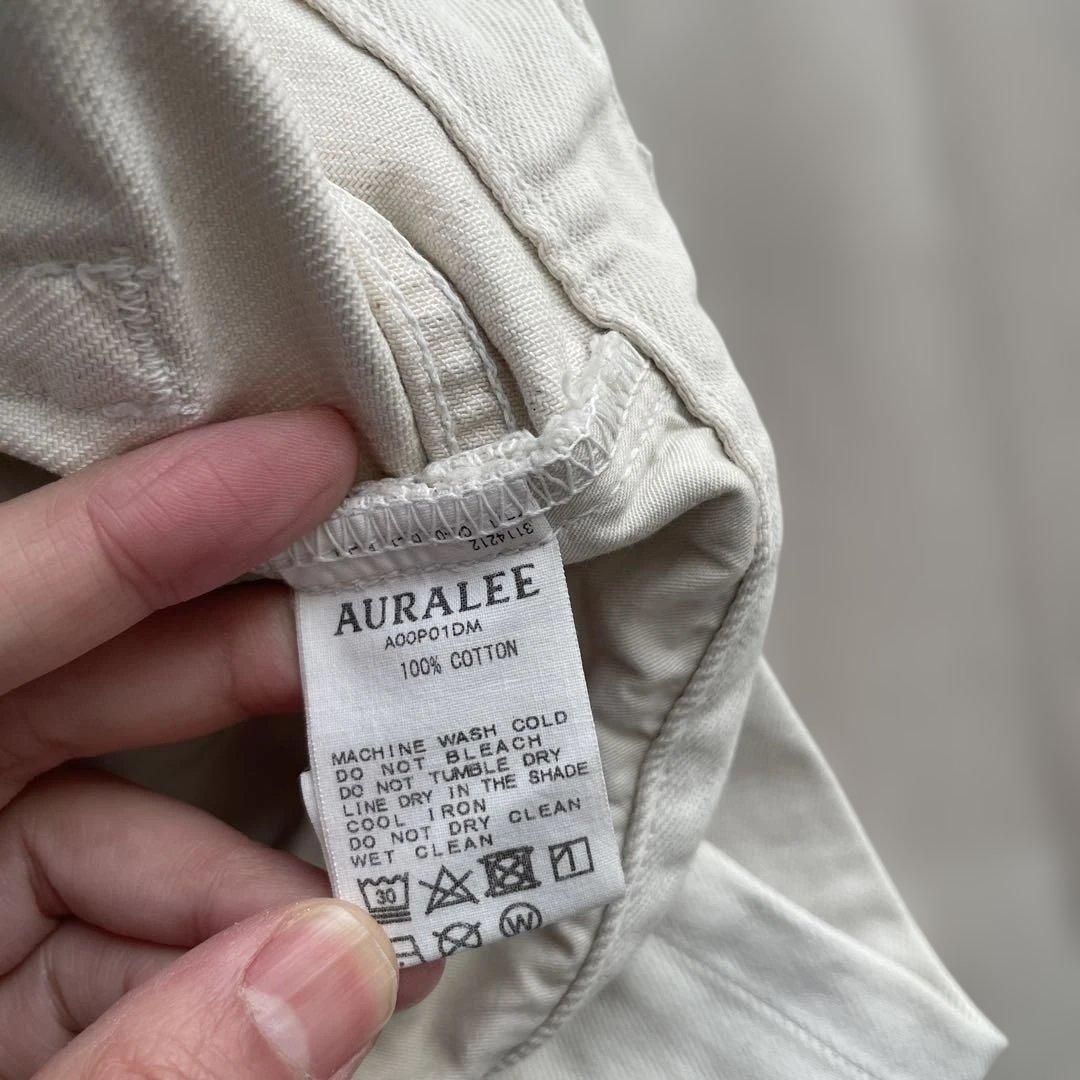 3114212
AURALEE
A00P01DM
100% COTTON
MACHINE WASH COLD
DO NOT BLEACH
DO NOT TUMBLE DRY
LINE DRY IN THE SHADE
COOL IRON
DO NOT DRY CLEAN
WET CLEAN
30
W